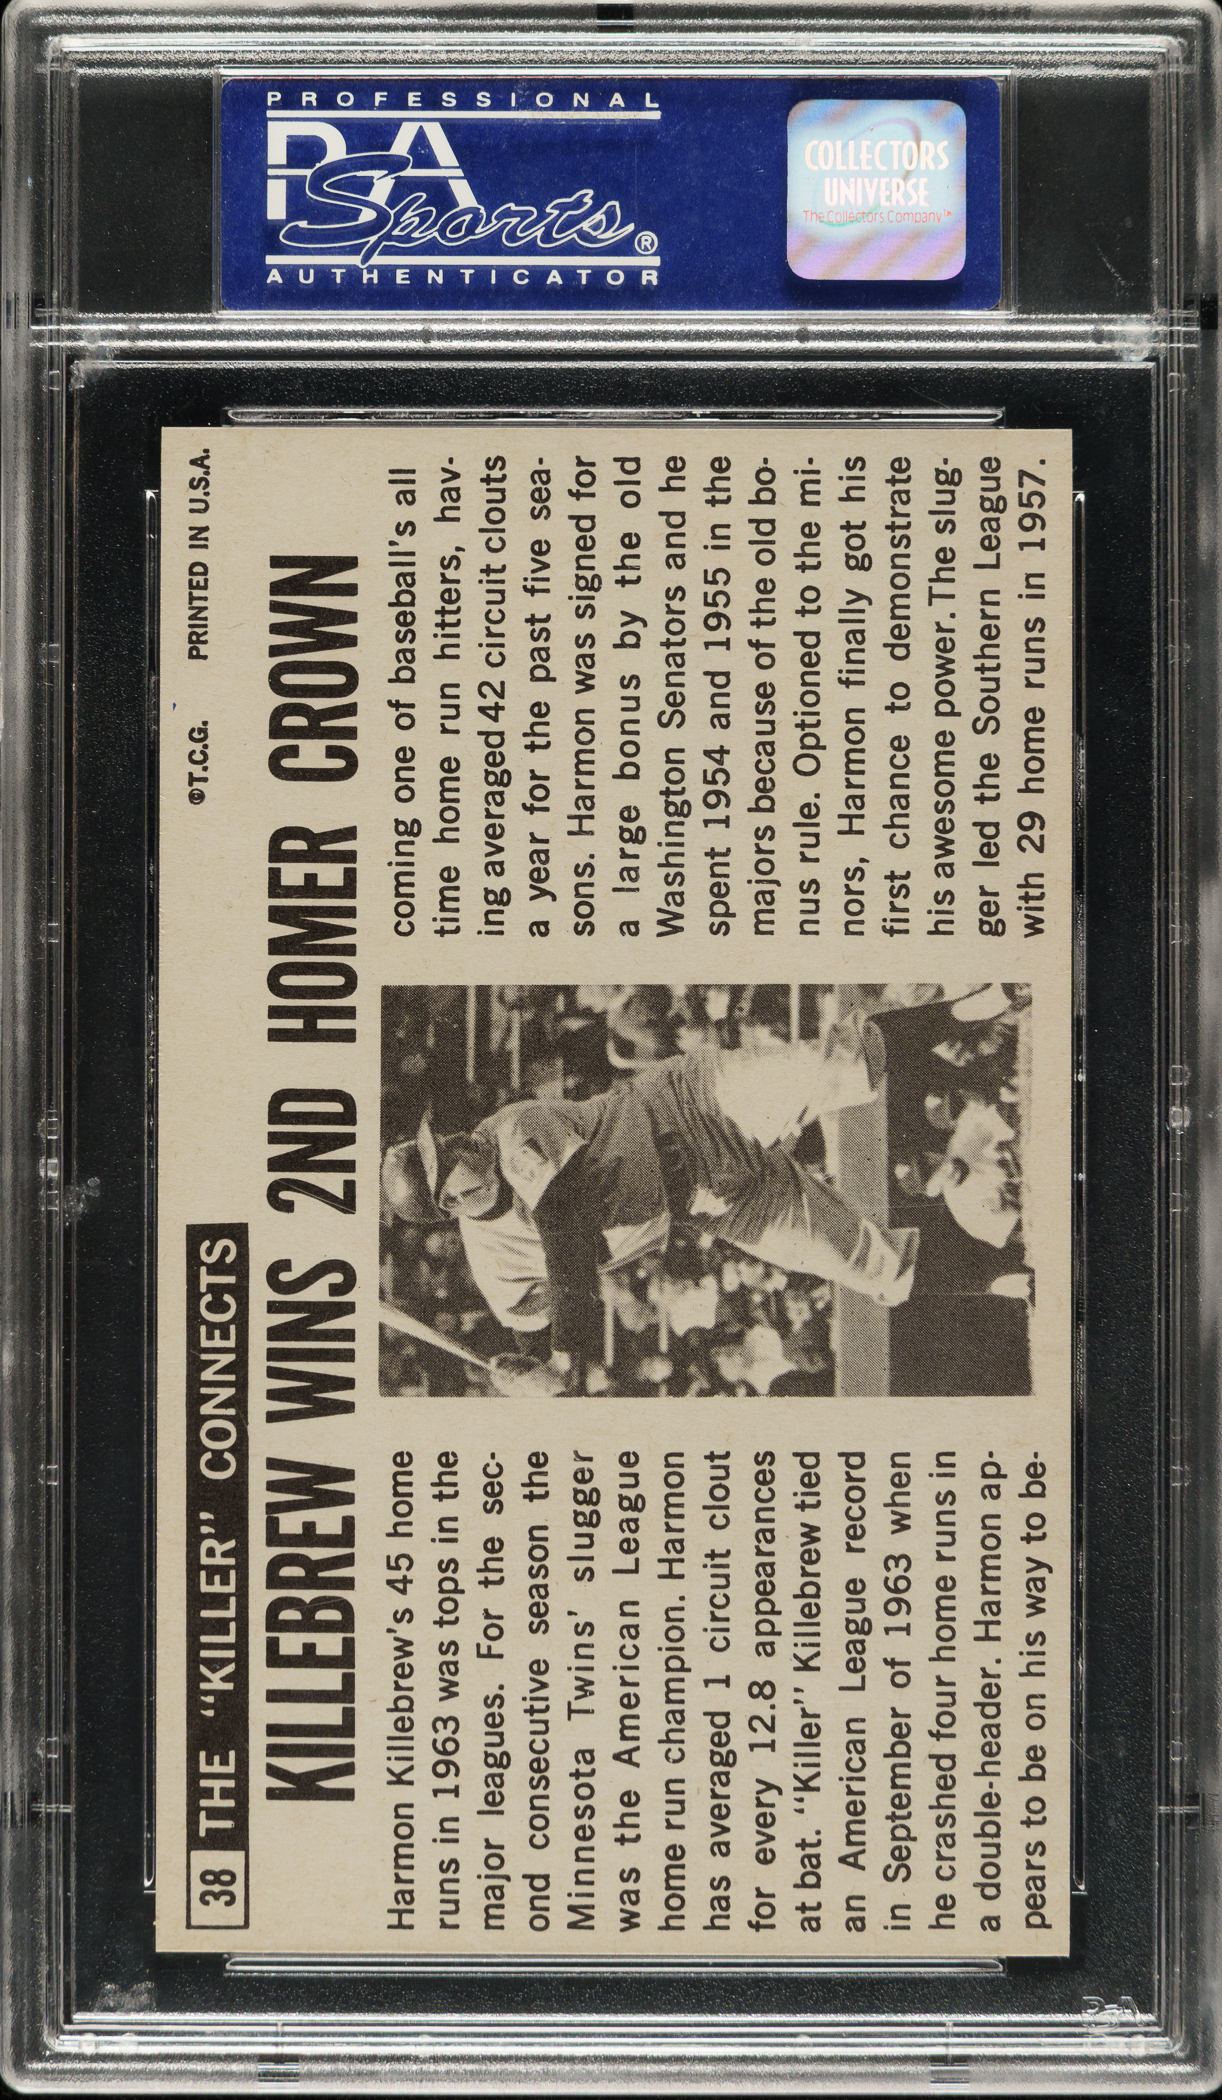 PROFESSIONAL
PSA
Sports®
AUTHENTICATOR
COLLECTORS
UNIVERSE
The Collectors Company™
38 THE "KILLER" CONNECTS
©T.C.G. PRINTED IN U.S.A.
KILLEBREW WINS 2ND HOMER CROWN
Harmon Killebrew's 45 home
runs in 1963 was tops in the
major leagues. For the sec-
ond consecutive season the
Minnesota Twins' slugger
was the American League
home run champion. Harmon
has averaged 1 circuit clout
for every 12.8 appearances
at bat. "Killer" Killebrew tied
an American League record
in September of 1963 when
he crashed four home runs in
a double-header. Harmon ap-
pears to be on his way to be-
coming one of baseball's all
time home run hitters, hav-
ing averaged 42 circuit clouts
a year for the past five sea-
sons. Harmon was signed for
a large bonus by the old
Washington Senators and he
spent 1954 and 1955 in the
majors because of the old bo-
nus rule. Optioned to the mi-
nors, Harmon finally got his
first chance to demonstrate
his awesome power. The slug-
ger led the Southern League
with 29 home runs in 1957.